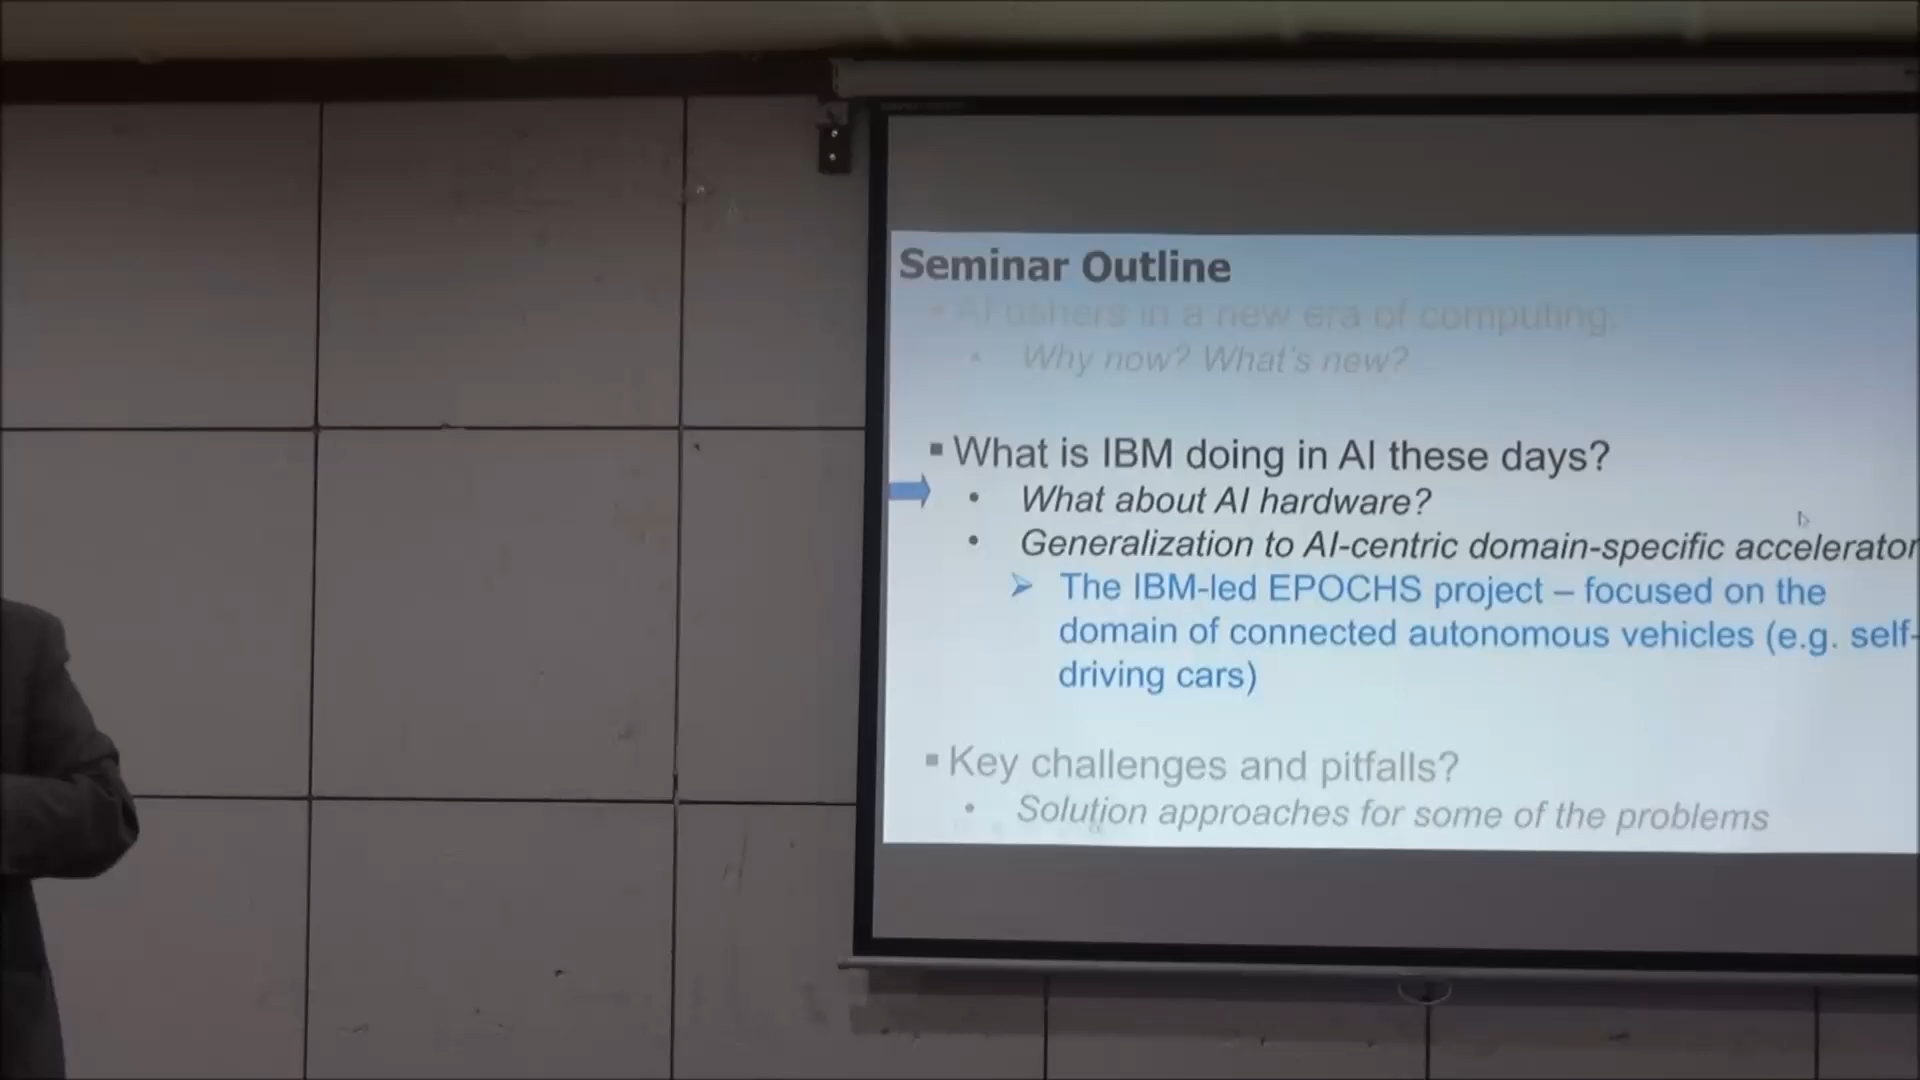 Seminar Outline
▪ AI ushers in a new era of computing.
• Why now? What's new?
▪ What is IBM doing in AI these days?
• What about AI hardware?
• Generalization to AI-centric domain-specific accelerator
➢ The IBM-led EPOCHS project – focused on the
domain of connected autonomous vehicles (e.g. self-
driving cars)
▪ Key challenges and pitfalls?
• Solution approaches for some of the problems